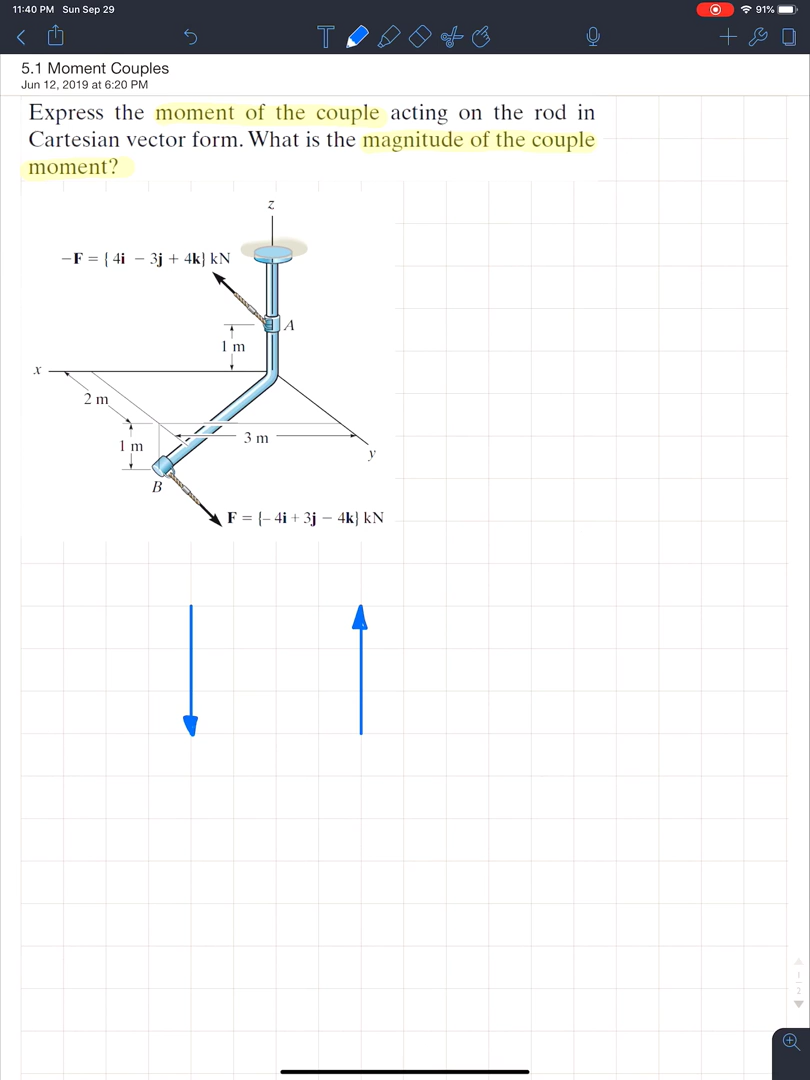 11:40 PM Sun Sep 29
91%
T
5.1 Moment Couples
Jun 12, 2019 at 6:20 PM
Express the moment of the couple acting on the rod in
Cartesian vector form. What is the magnitude of the couple
moment?
z
−F = { 4i − 3j + 4k} kN
A
1 m
x
2 m
1 m
3 m
y
B
F = {– 4i + 3j − 4k} kN
1
2